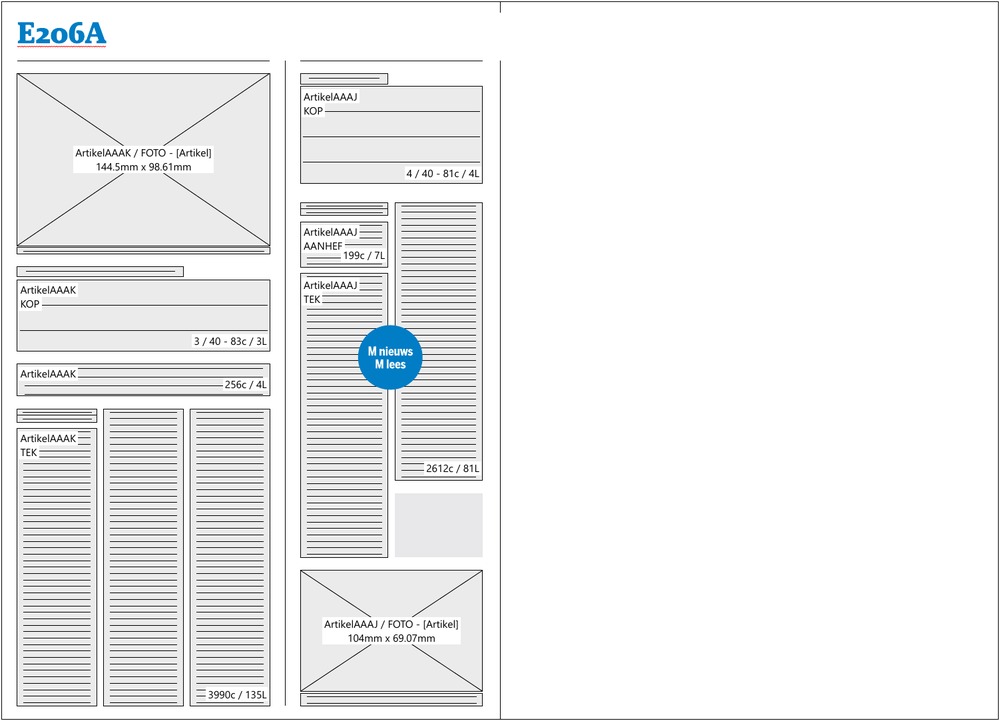 E206A
ArtikelAAAK / FOTO - [Artikel]
144.5mm x 98.61mm
ArtikelAAAK
KOP
3 / 40 - 83c / 3L
ArtikelAAAK
256c / 4L
ArtikelAAAK
TEK
3990c / 135L
ArtikelAAAJ
KOP
4 / 40 - 81c / 4L
ArtikelAAAJ
AANHEF
199c / 7L
ArtikelAAAJ
TEK
M nieuws
M lees
2612c / 81L
ArtikelAAAJ / FOTO - [Artikel]
104mm x 69.07mm